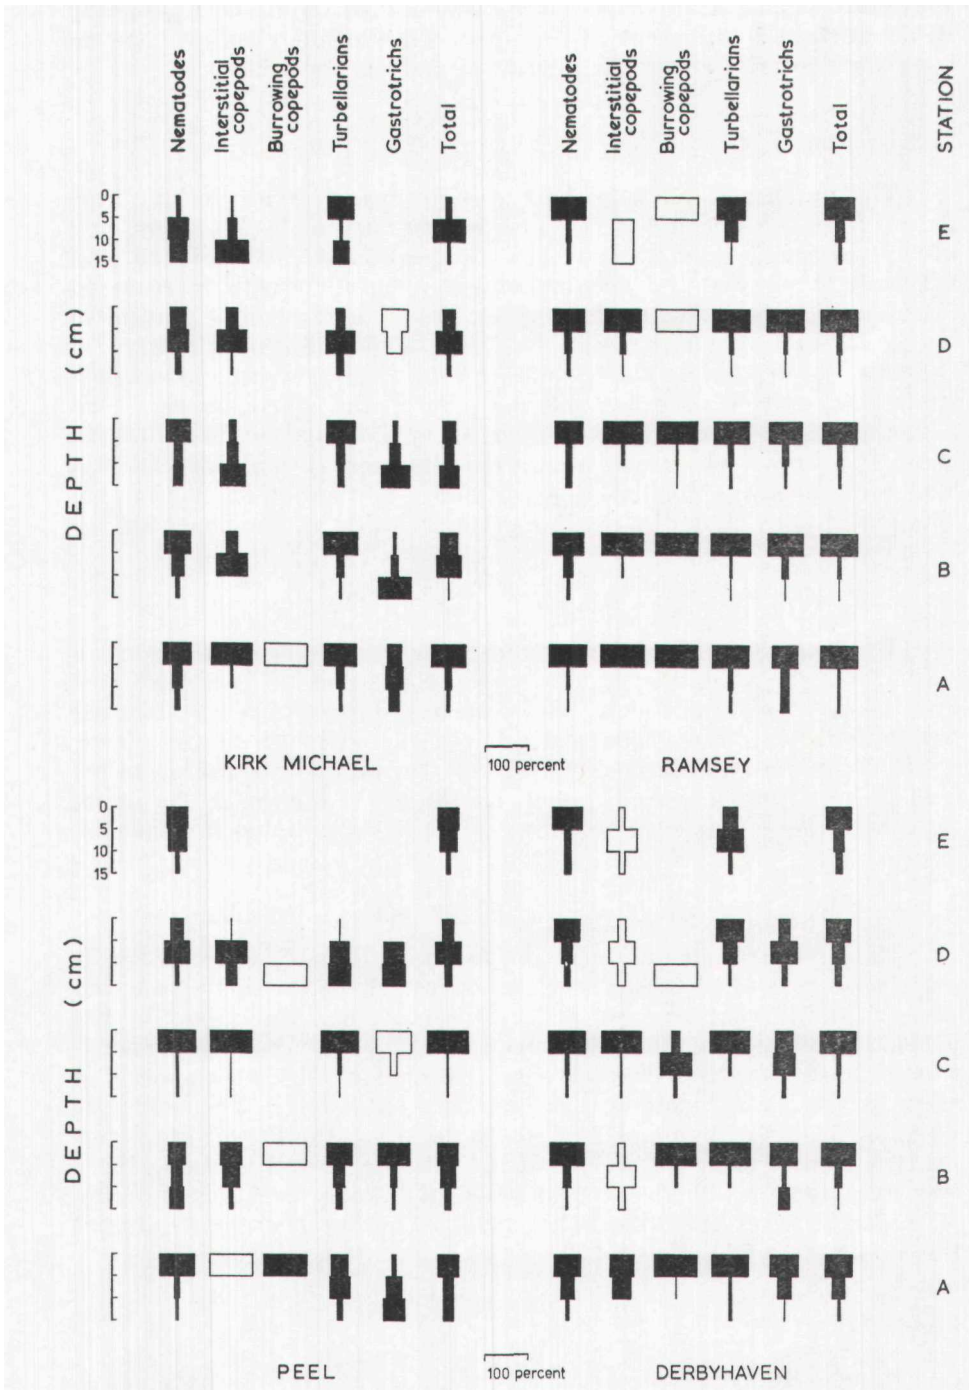 Nematodes
Interstitial
copepods
Burrowing
copepods
Turbellarians
Gastrotrichs
Total
Nematodes
Interstitial
copepods
Burrowing
copepods
Turbellarians
Gastrotrichs
Total
STATION
0
5
10
15
E
D
C
B
A
DEPTH (cm)
KIRK MICHAEL
100 percent
RAMSEY
0
5
10
15
E
D
C
B
A
DEPTH (cm)
PEEL
100 percent
DERBYHAVEN